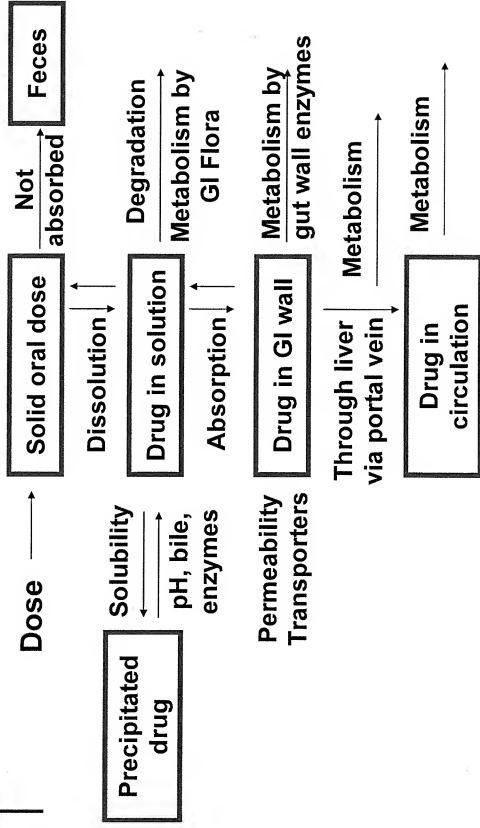 Dose
Solid oral dose
Not
absorbed
Feces
Dissolution
Precipitated
drug
Solubility
pH, bile,
enzymes
Drug in solution
Degradation
Metabolism by
GI Flora
Absorption
Permeability
Transporters
Drug in GI wall
Metabolism by
gut wall enzymes
Through liver
via portal vein
Metabolism
Drug in
circulation
Metabolism